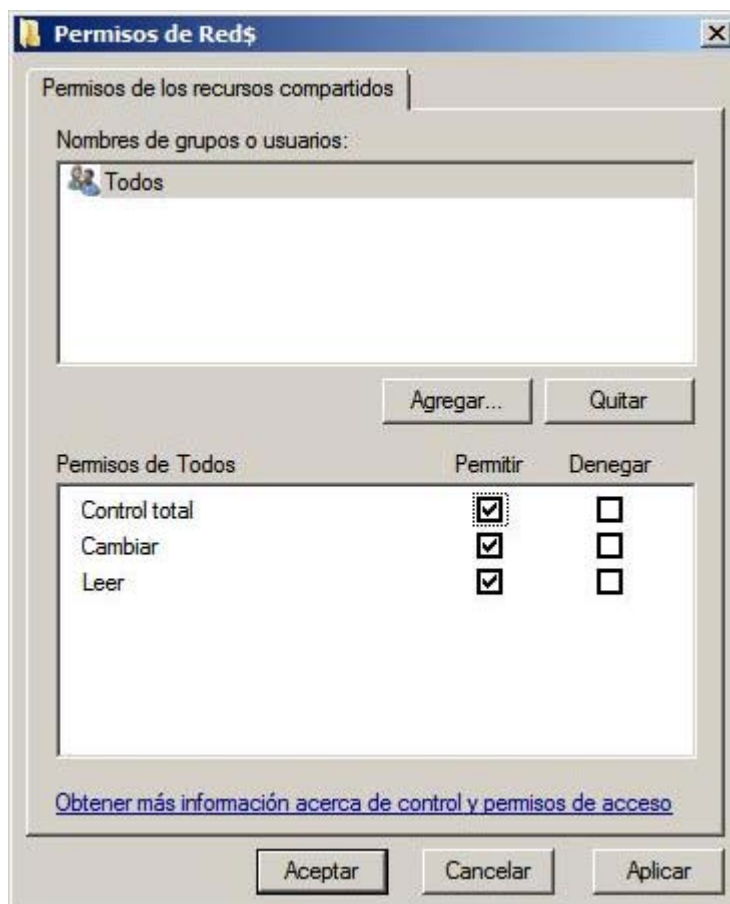 Permisos de Red$
Permisos de los recursos compartidos
Nombres de grupos o usuarios:
Todos
Agregar... Quitar
Permisos de Todos Permitir Denegar
Control total
Cambiar
Leer
Obtener más información acerca de control y permisos de acceso
Aceptar Cancelar Aplicar